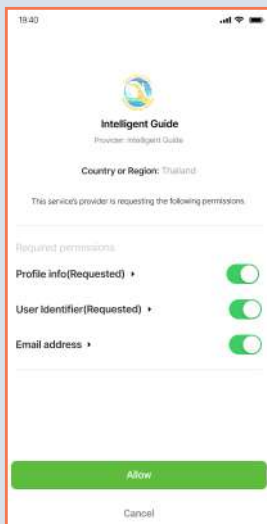 19:40
Intelligent Guide
Provider: Intelligent Guide
Country or Region: Thailand
This service's provider is requesting the following permissions.
Required permissions
Profile info(Requested)
User Identifier(Requested)
Email address
Allow
Cancel